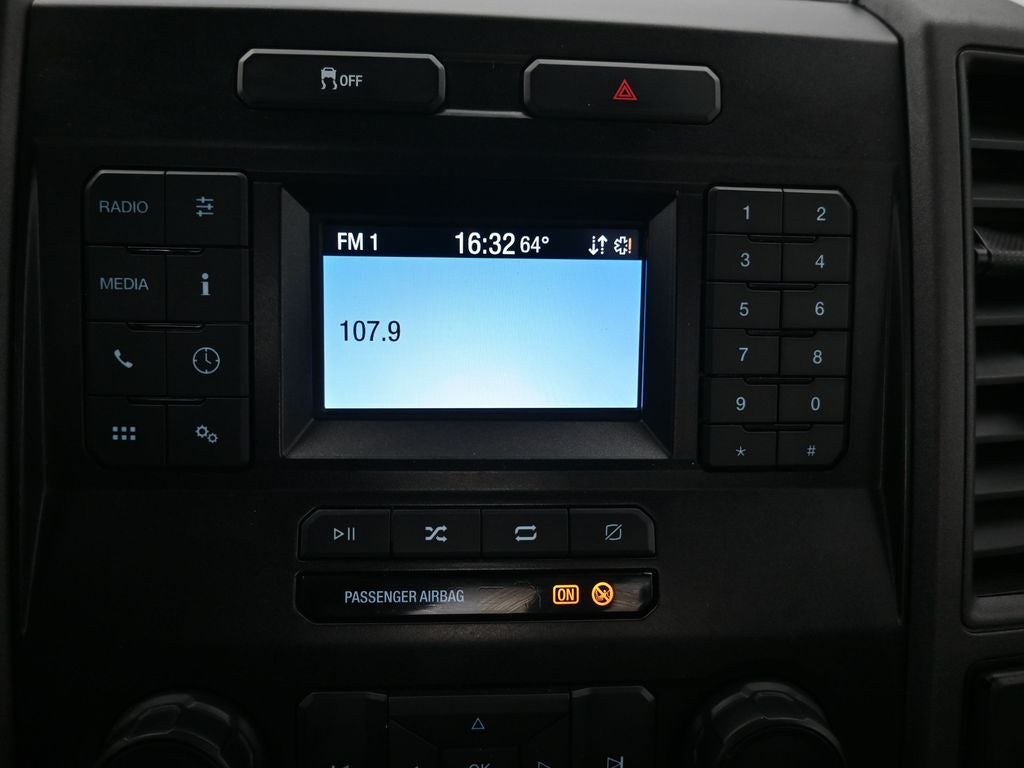 OFF
RADIO
MEDIA
i
FM 1 16:32 64°
107.9
1 2
3 4
5 6
7 8
9 0
* #
PASSENGER AIRBAG ON
OK